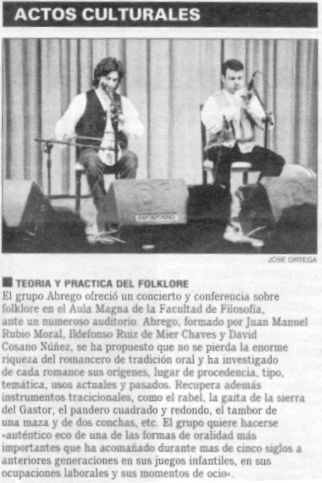 ACTOS CULTURALES
JOSE ORTEGA
TEORIA Y PRACTICA DEL FOLKLORE
El grupo Abrego ofreció un concierto y conferencia sobre
folklore en el Aula Magna de la Facultad de Filosofía,
ante un numeroso auditorio. Abrego, formado por Juan Manuel
Rubio Moral, Ildefonso Ruiz de Mier Chaves y David
Cosano Núñez, se ha propuesto que no se pierda la enorme
riqeza del romancero de tradición oral y ha investigado
de cada romance sus orígenes, lugar de procedencia, tipo,
temática, usos actuales y pasados. Recupera además
instrumentos tracicionales, como el rabel, la gaita de la sierra
del Gastor, el pandero cuadrado y redondo, el tambor de
una maza y de dos conchas, etc. El grupo quiere hacerse
«auténtico eco de una de las formas de oralidad más
importantes que ha acomañado durante mas de cinco siglos a
anteriores generaciones en sus juegos infantiles, en sus
ocupaciones laborales y sus momentos de ocio».